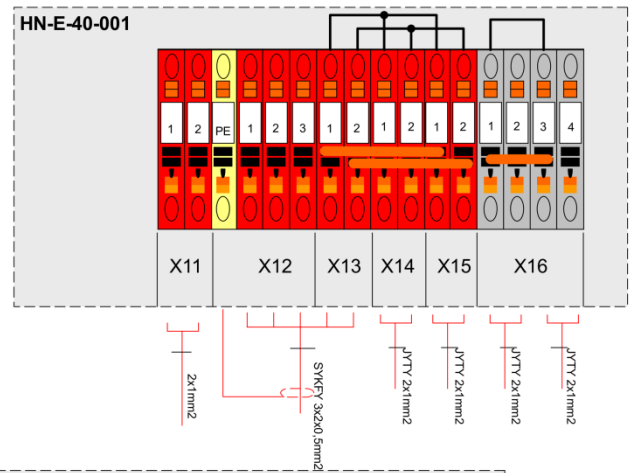 HN-E-40-001
1 2 PE 1 2 3 1 2 1 2 1 2 1 2 3 4
X11 X12 X13 X14 X15 X16
2x1mm2
SYKFY 3x2x0,5mm2
JYTY 2x1mm2
JYTY 2x1mm2
JYTY 2x1mm2
JYTY 2x1mm2